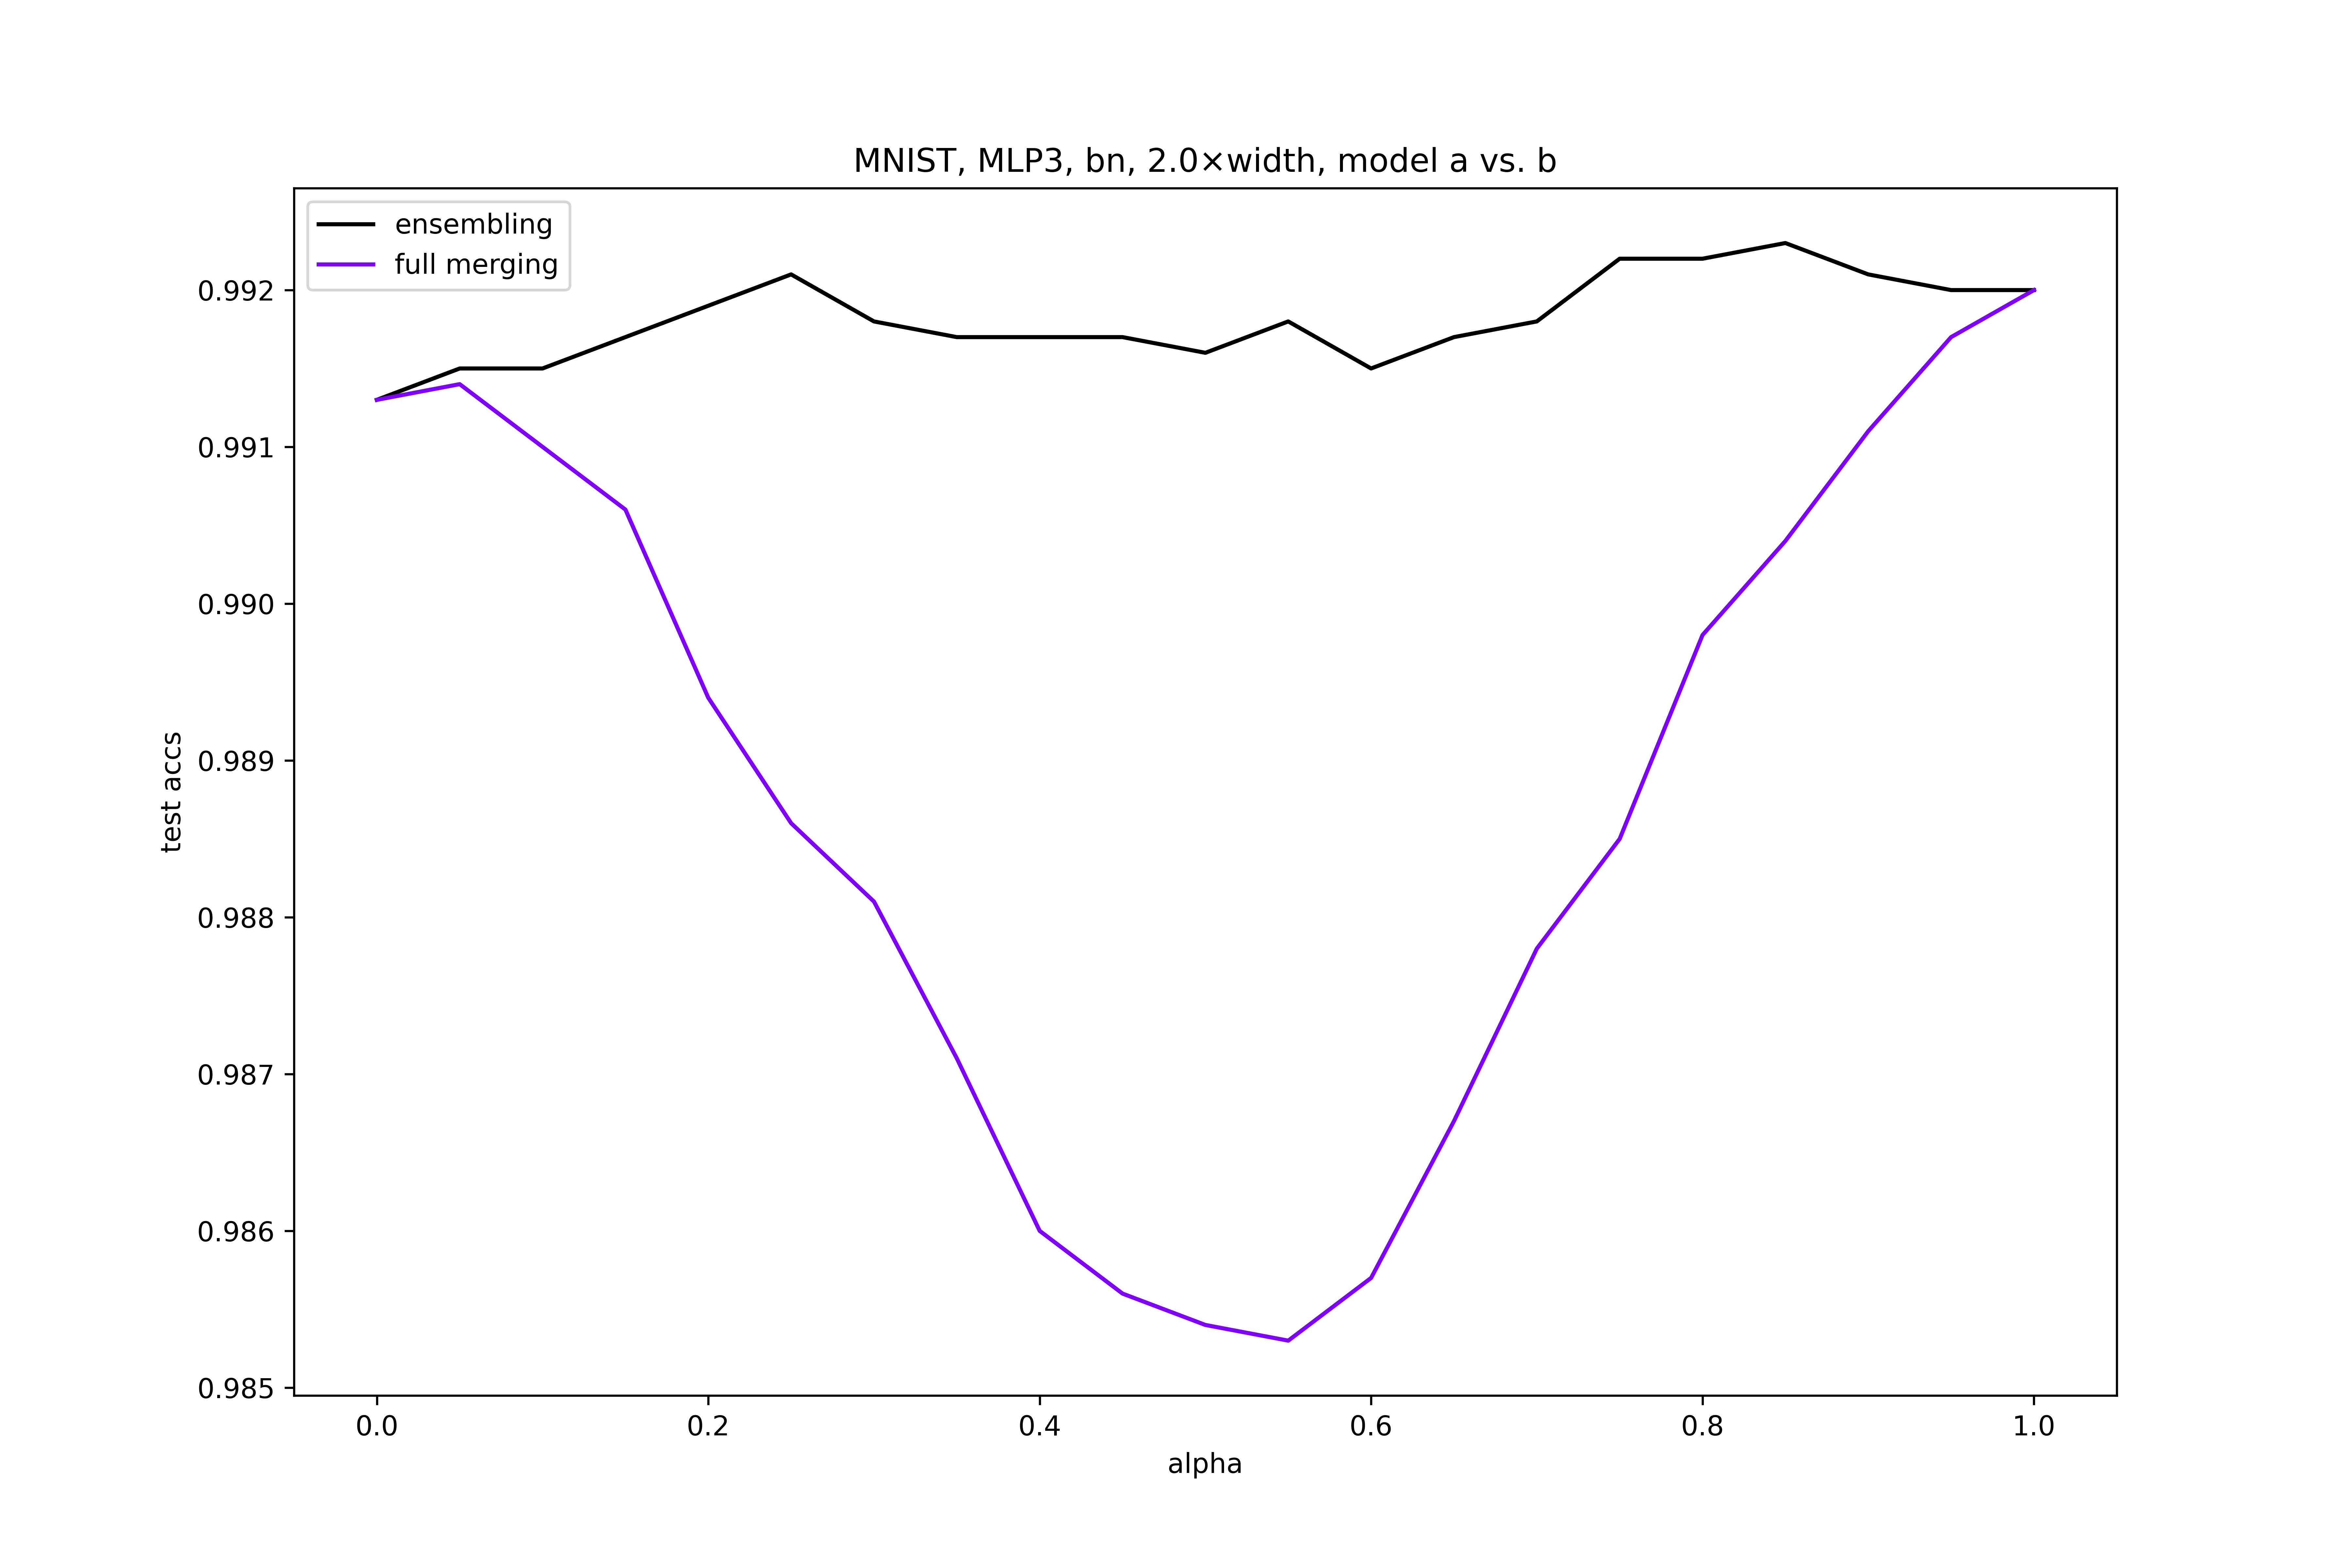 MNIST, MLP3, bn, 2.0×width, model a vs. b
ensembling
full merging
0.992
0.991
0.990
0.989
0.988
0.987
0.986
0.985
test accs
0.0 0.2 0.4 0.6 0.8 1.0
alpha